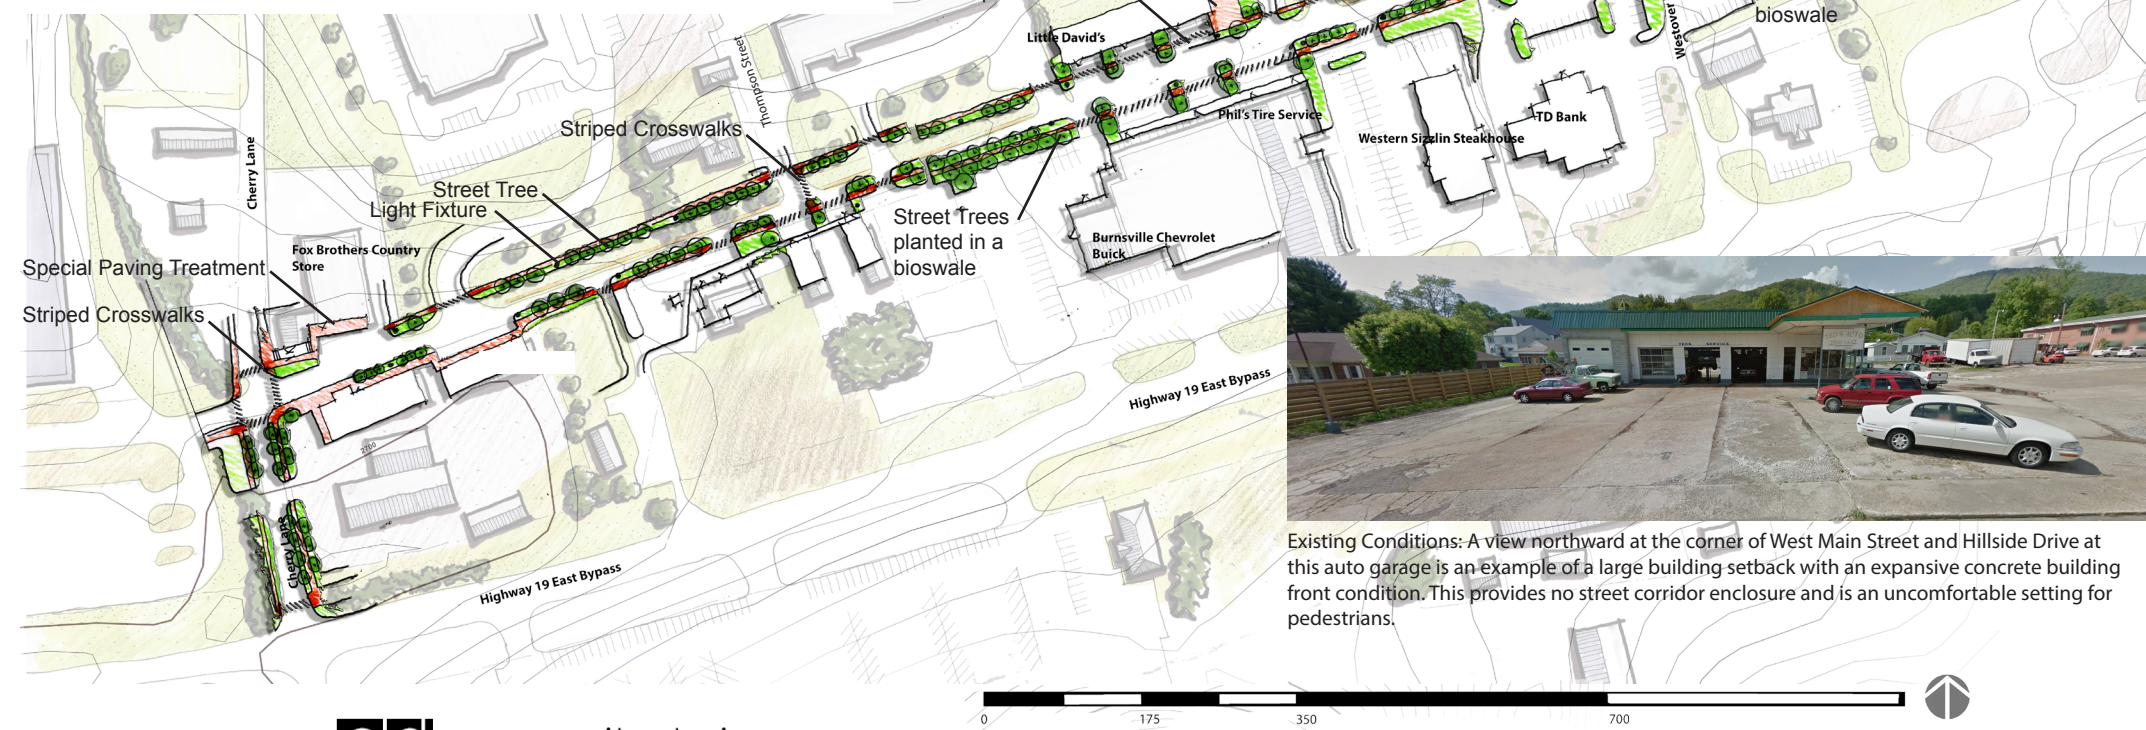 bioswale
Westover
Little David's
Thompson Street
Phil's Tire Service
TD Bank
Western Sizzlin Steakhouse
Striped Crosswalks
Cherry Lane
Street Tree
Light Fixture
Street Trees
planted in a
bioswale
Fox Brothers Country
Store
Burnsville Chevrolet
Buick
Special Paving Treatment
Striped Crosswalks
Highway 19 East Bypass
2700
Cherry Lane
Highway 19 East Bypass
Existing Conditions: A view northward at the corner of West Main Street and Hillside Drive at
this auto garage is an example of a large building setback with an expansive concrete building
front condition. This provides no street corridor enclosure and is an uncomfortable setting for
pedestrians.
0
175
350
700